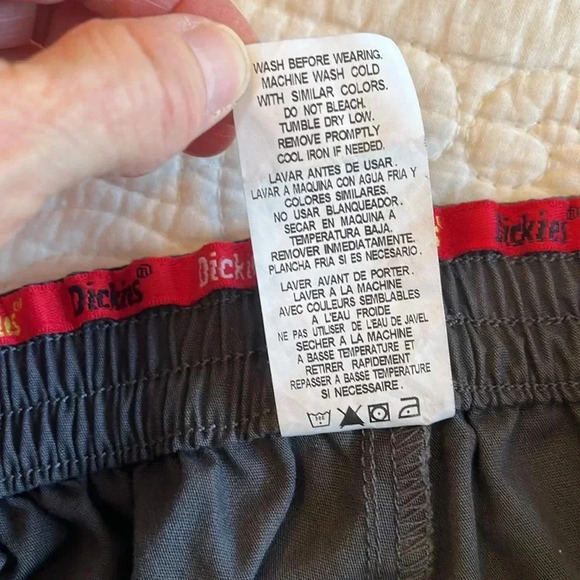 WASH BEFORE WEARING.
MACHINE WASH COLD
WITH SIMILAR COLORS.
DO NOT BLEACH.
TUMBLE DRY LOW.
REMOVE PROMPTLY
COOL IRON IF NEEDED.
LAVAR ANTES DE USAR.
LAVAR A MAQUINA CON AGUA FRIA Y
COLORES SIMILARES.
NO USAR BLANQUEADOR.
SECAR EN MAQUINA A
TEMPERATURA BAJA.
REMOVER INMEDIATAMENTE.
PLANCHA FRIA SI ES NECESARIO.
LAVER AVANT DE PORTER.
LAVER À LA MACHINE
AVEC COULEURS SEMBLABLES
A L'EAU FROIDE
NE PAS UTILISER DE L'EAU DE JAVEL
SECHER A LA MACHINE
A BASSE TEMPERATURE ET
RETIRER RAPIDEMENT
REPASSER A BASSE TEMPERATURE
SI NECESSAIRE.
Dickies®
Dickies
Dickies®